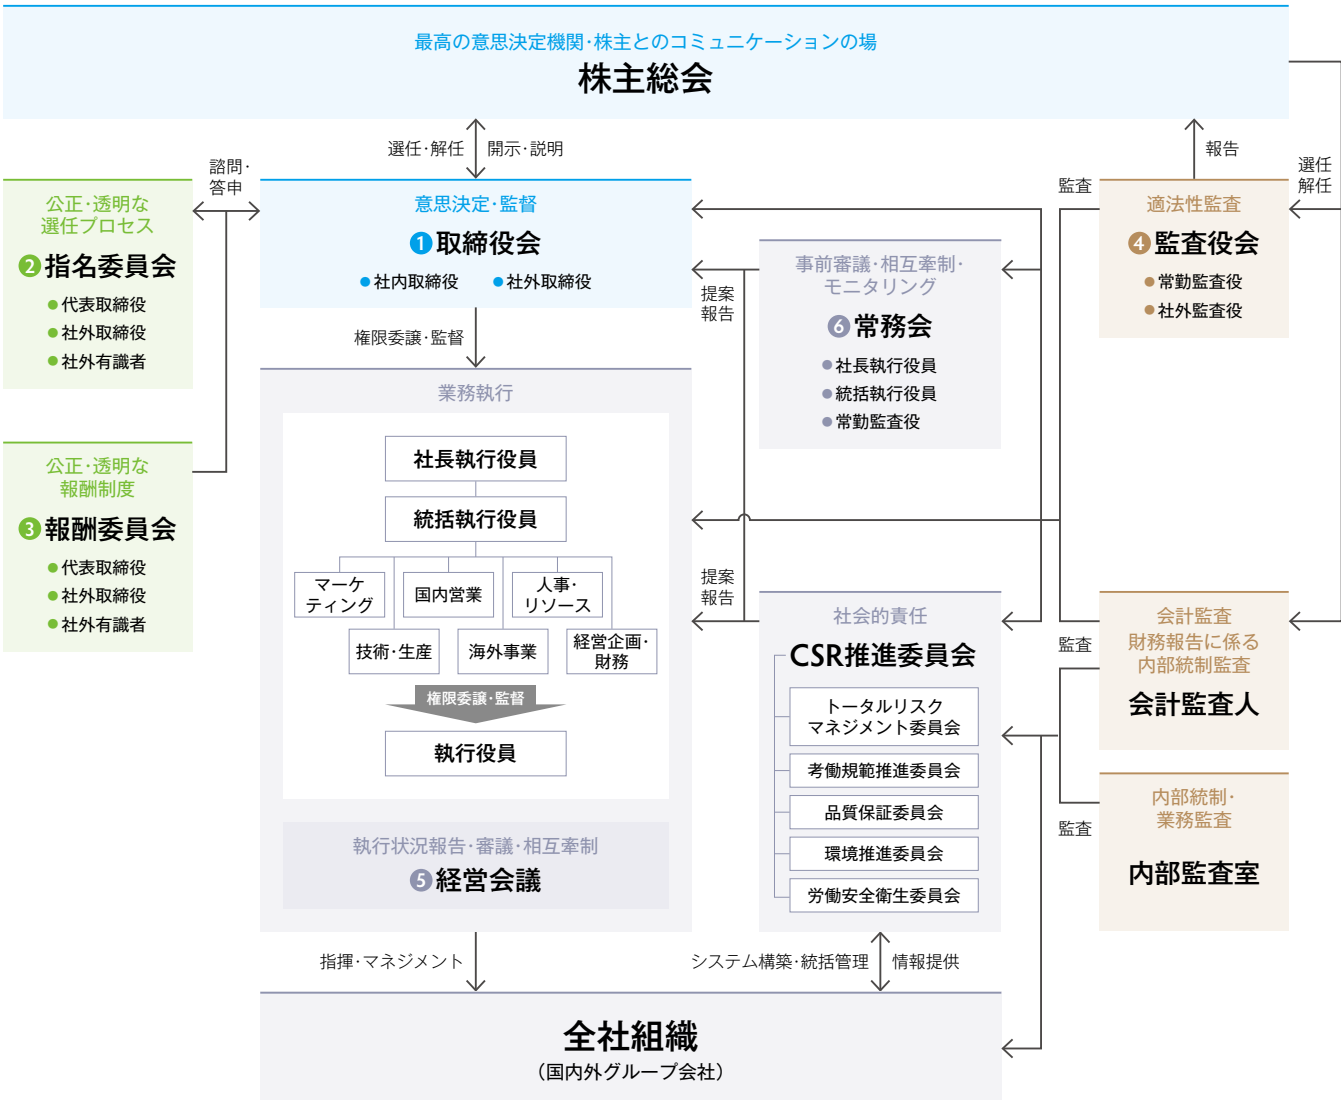 最高の意思決定機関･株主とのコミュニケーションの場
株主総会
選任･解任
開示･説明
報告
選任
解任
諮問･
答申
公正･透明な
選任プロセス
❷指名委員会
●代表取締役
●社外取締役
●社外有識者
意思決定･監督
❶取締役会
●社内取締役
●社外取締役
権限委譲･監督
提案
報告
事前審議･相互牽制･
モニタリング
❻常務会
●社長執行役員
●統括執行役員
●常勤監査役
監査
適法性監査
❹監査役会
●常勤監査役
●社外監査役
公正･透明な
報酬制度
❸報酬委員会
●代表取締役
●社外取締役
●社外有識者
業務執行
社長執行役員
統括執行役員
マーケ
ティング
国内営業
人事･
リソース
技術･生産
海外事業
経営企画･
財務
権限委譲･監督
執行役員
執行状況報告･審議･相互牽制
❺経営会議
提案
報告
社会的責任
CSR推進委員会
トータルリスク
マネジメント委員会
考働規範推進委員会
品質保証委員会
環境推進委員会
労働安全衛生委員会
監査
会計監査
財務報告に係る
内部統制監査
会計監査人
監査
内部統制･
業務監査
内部監査室
指揮･マネジメント
システム構築･統括管理
情報提供
全社組織
（国内外グループ会社）